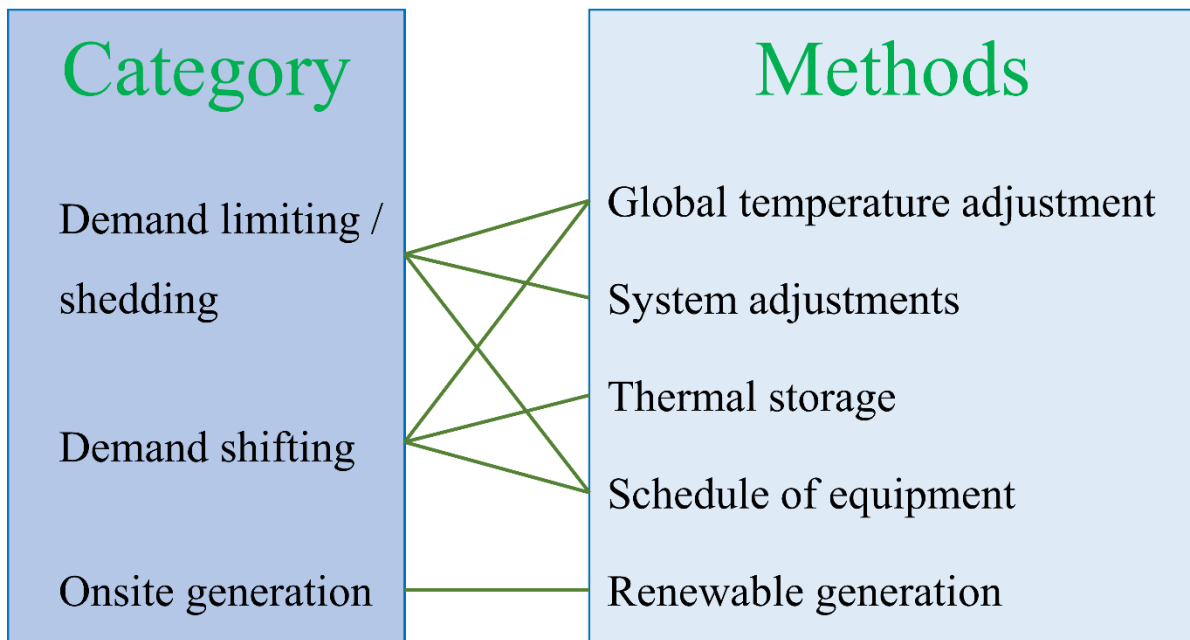 Category
Demand limiting /
shedding
Demand shifting
Onsite generation
Methods
Global temperature adjustment
System adjustments
Thermal storage
Schedule of equipment
Renewable generation